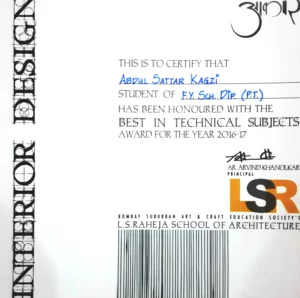 आकार
INTERIOR DESIGN
THIS IS TO CERTIFY THAT
ABDUL SATTAR KAGZI
STUDENT OF F.Y. SCH. DIP. (P.T.)
HAS BEEN HONOURED WITH THE
BEST IN TECHNICAL SUBJECTS
AWARD FOR THE YEAR 2016-17
AR. ARVIND KHANOLKAR
PRINCIPAL
LSR
BOMBAY SUBURBAN ART & CRAFT EDUCATION SOCIETY'S
L.S.RAHEJA SCHOOL OF ARCHITECTURE